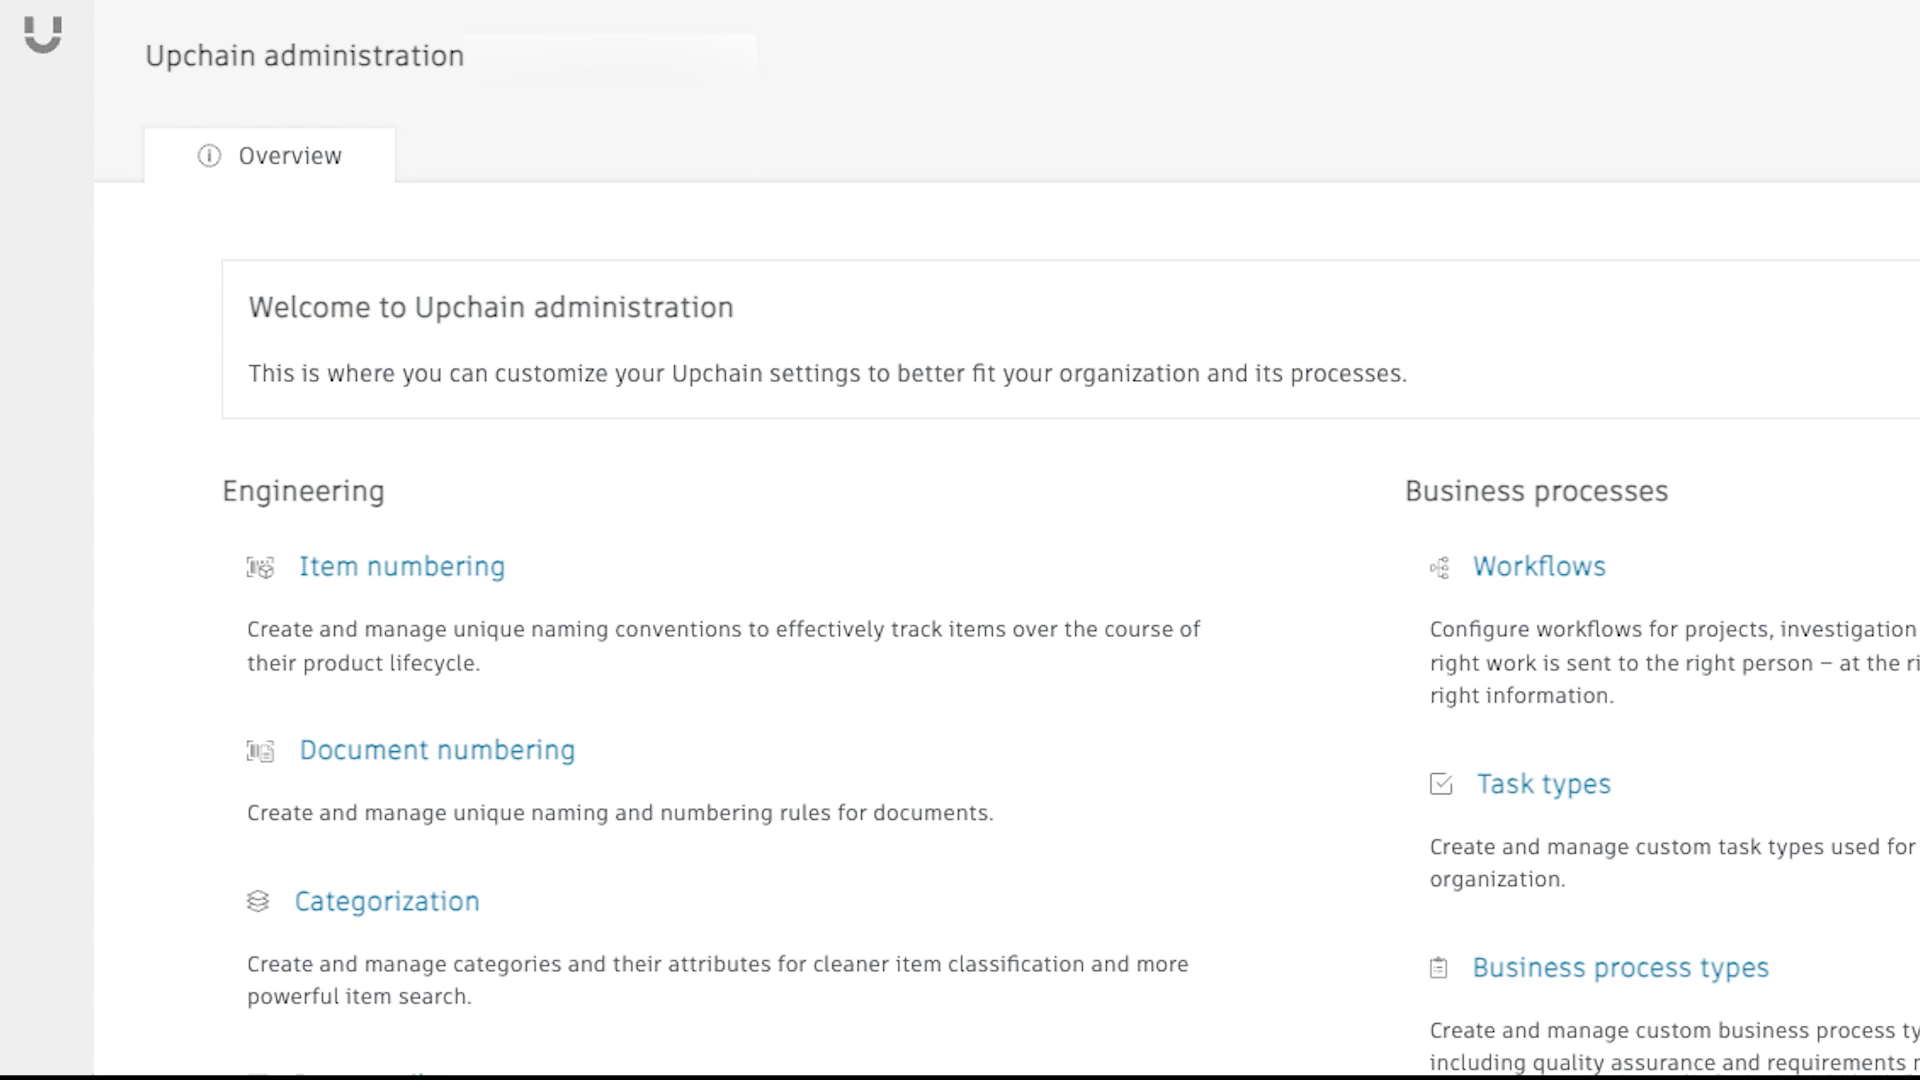 Upchain administration
Overview
Welcome to Upchain administration
This is where you can customize your Upchain settings to better fit your organization and its processes.
Engineering
Item numbering
Create and manage unique naming conventions to effectively track items over the course of
their product lifecycle.
Document numbering
Create and manage unique naming and numbering rules for documents.
Categorization
Create and manage categories and their attributes for cleaner item classification and more
powerful item search.
Business processes
Workflows
Configure workflows for projects, investigation
right work is sent to the right person – at the ri
right information.
Task types
Create and manage custom task types used for
organization.
Business process types
Create and manage custom business process ty
including quality assurance and requirements